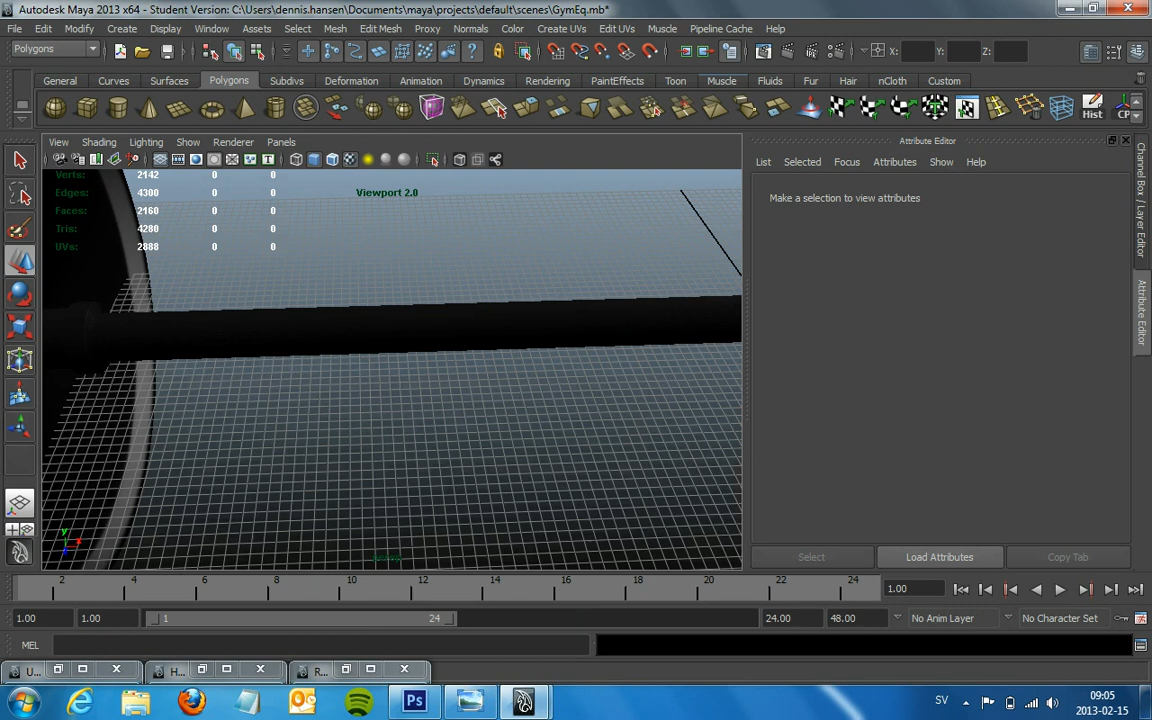 Autodesk Maya 2013 x64 - Student Version: C:\Users\dennis.hansen\Documents\maya\projects\default\scenes\GymEq.mb*
File Edit Modify Create Display Window Assets Select Mesh Edit Mesh Proxy Normals Color Create UVs Edit UVs Muscle Pipeline Cache Help
Polygons X: Y: Z:
General Curves Surfaces Polygons Subdivs Deformation Animation Dynamics Rendering PaintEffects Toon Muscle Fluids Fur Hair nCloth Custom
Hist CP
View Shading Lighting Show Renderer Panels
Attribute Editor
List Selected Focus Attributes Show Help
Make a selection to view attributes
Verts: 2142 0 0
Edges: 4300 0 0
Faces: 2160 0 0
Tris: 4280 0 0
UVs: 2888 0 0
Viewport 2.0
y
persp
Channel Box / Layer Editor
Attribute Editor
Select Load Attributes Copy Tab
2 4 6 8 10 12 14 16 18 20 22 24 1.00
1.00 1.00 1 24 24.00 48.00 No Anim Layer No Character Set
MEL
U... H... R...
Ps SV 09:05
2013-02-15